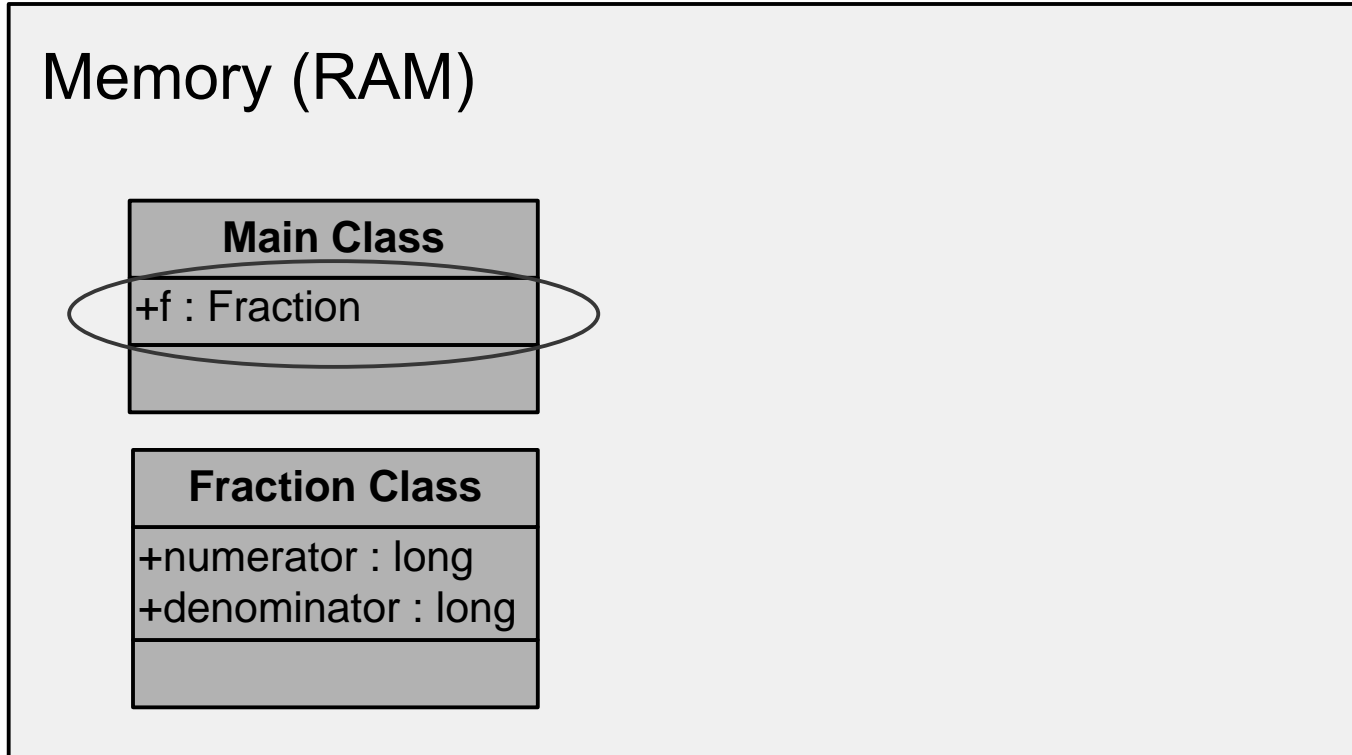 Memory (RAM)
Main Class
+f : Fraction
Fraction Class
+numerator : long
+denominator : long